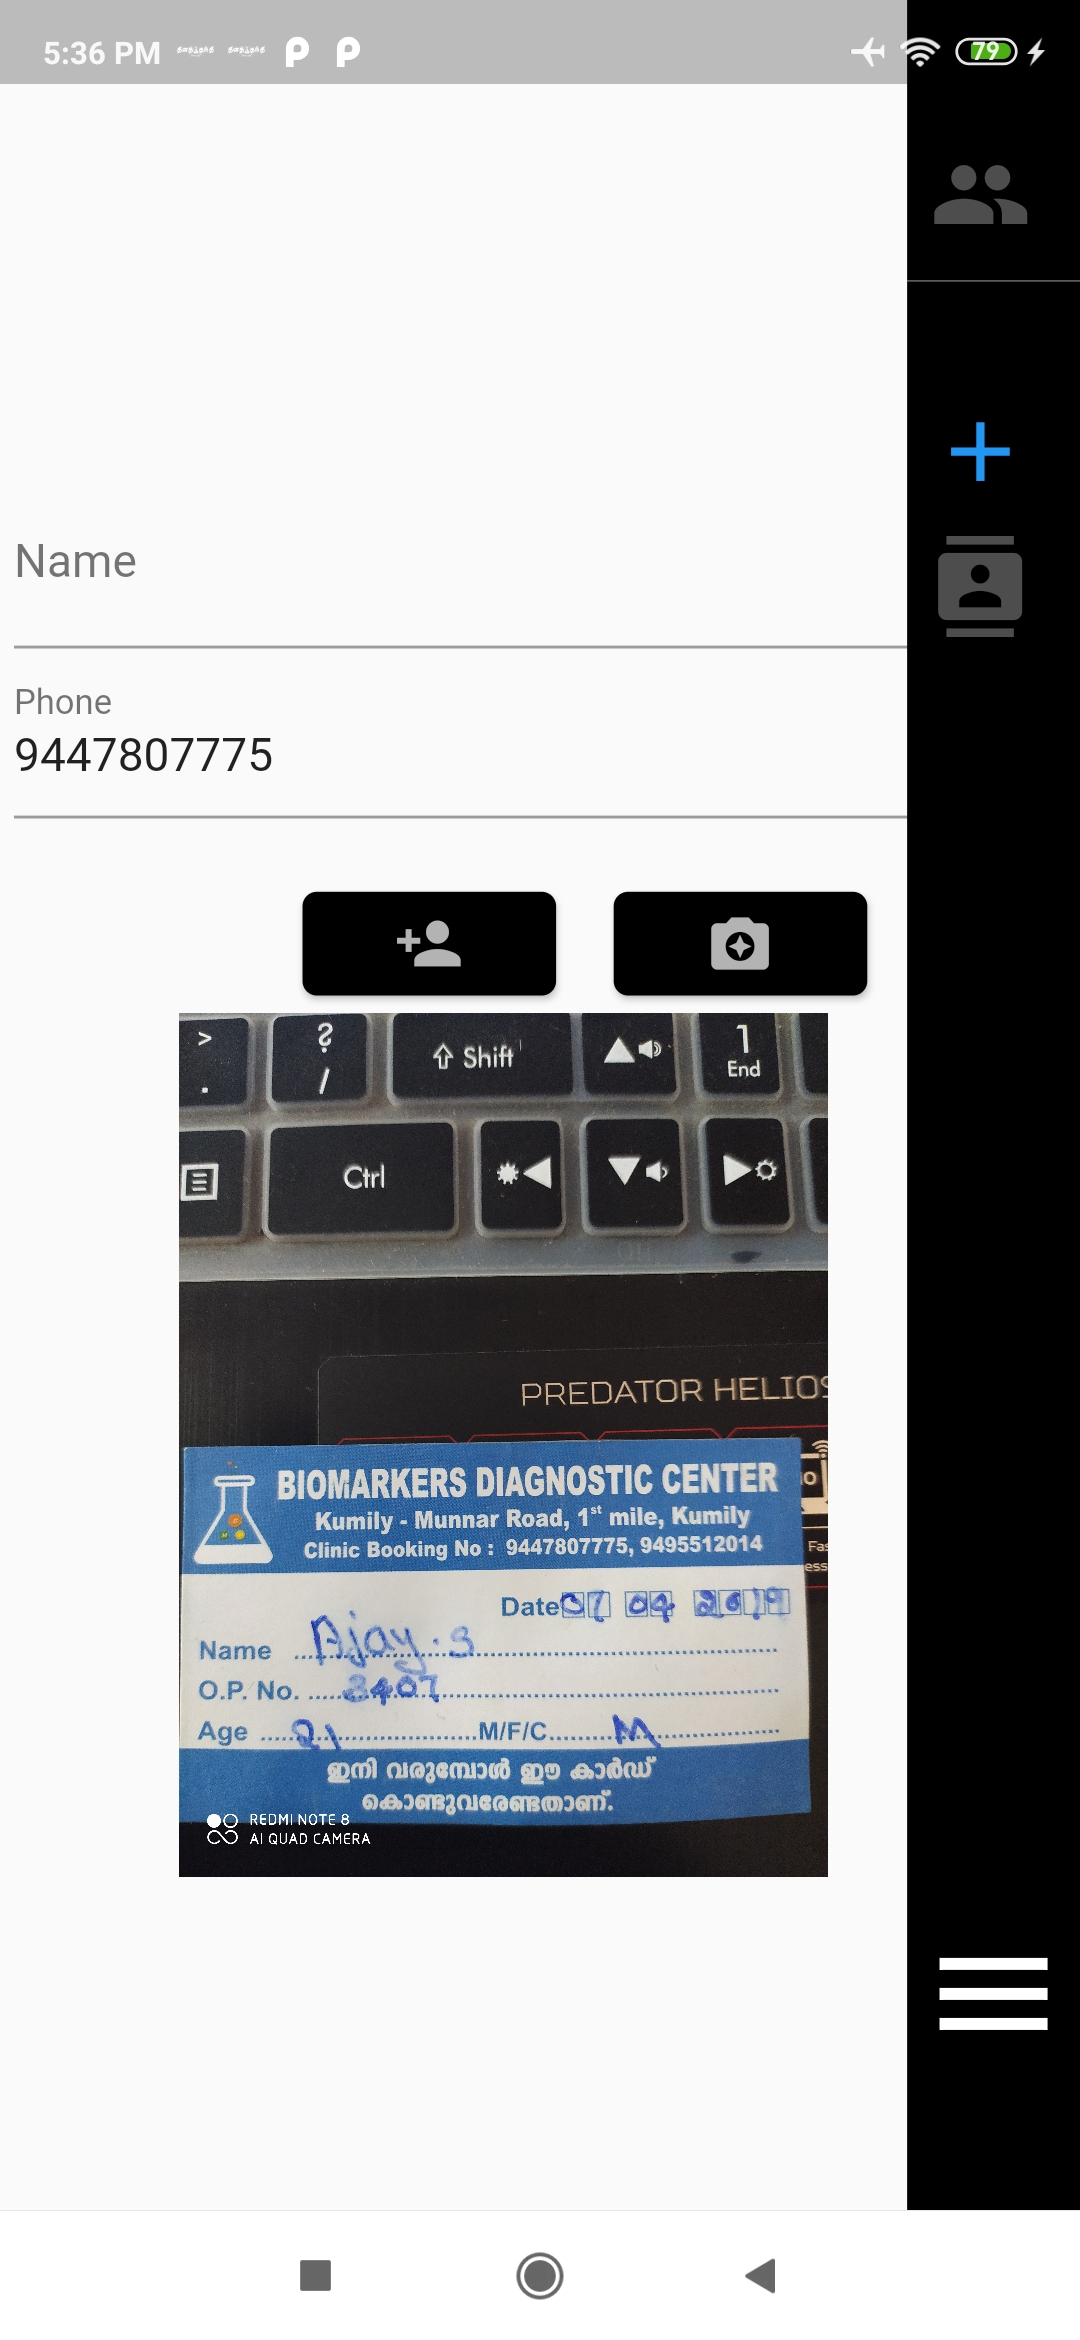 5:36 PM
79
Name
Phone
9447807775
> ? ⇧ Shift 1
. / End
Ctrl
PREDATOR HELIOS
BIOMARKERS DIAGNOSTIC CENTER
Kumily - Munnar Road, 1st mile, Kumily
Clinic Booking No : 9447807775, 9495512014
Date 07 04 2019
Name Ajay.S
O.P. No. 3407
Age 21 M/F/C M
ഇനി വരുമ്പോൾ ഈ കാർഡ്
കൊണ്ടുവരേണ്ടതാണ്.
REDMI NOTE 8
AI QUAD CAMERA